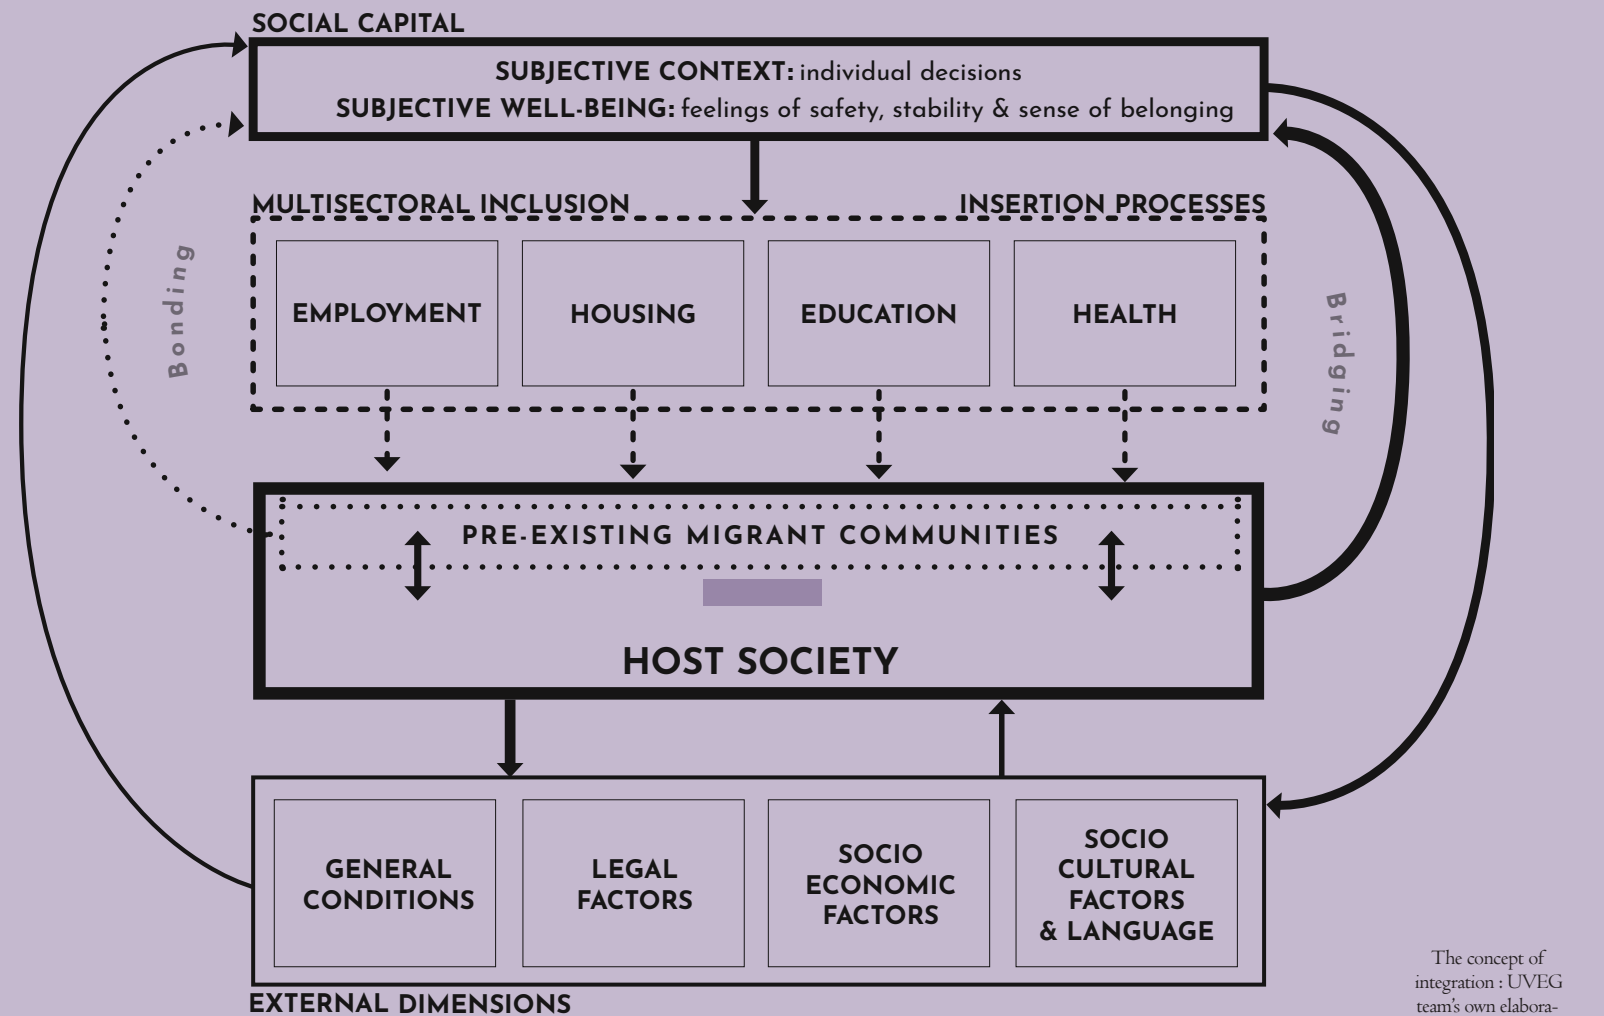 SOCIAL CAPITAL
SUBJECTIVE CONTEXT: individual decisions
SUBJECTIVE WELL-BEING: feelings of safety, stability & sense of belonging
MULTISECTORAL INCLUSION
INSERTION PROCESSES
Bonding
EMPLOYMENT
HOUSING
EDUCATION
HEALTH
Bridging
PRE-EXISTING MIGRANT COMMUNITIES
HOST SOCIETY
GENERAL
CONDITIONS
LEGAL
FACTORS
SOCIO
ECONOMIC
FACTORS
SOCIO
CULTURAL
FACTORS
& LANGUAGE
EXTERNAL DIMENSIONS
The concept of
integration : UVEG
team's own elabora-